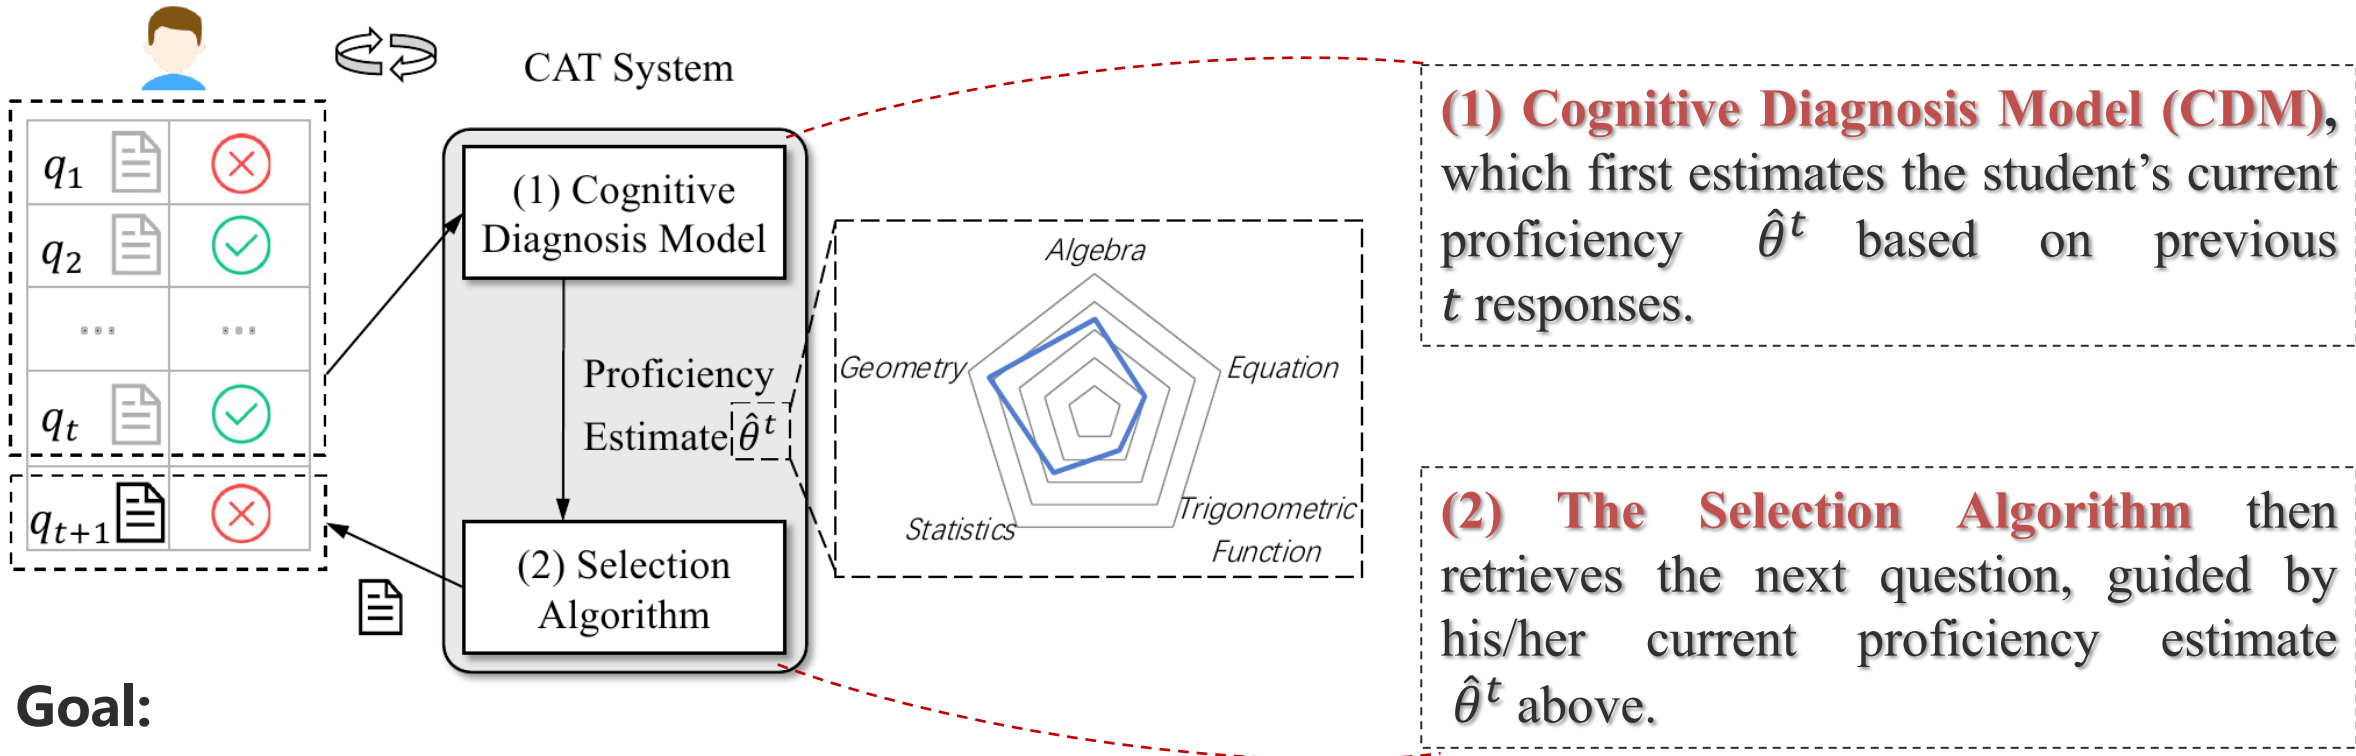 CAT System
q1
q2
...
...
qt
qt+1
(1) Cognitive
Diagnosis Model
Proficiency
Estimate θ̂ᵗ
(2) Selection
Algorithm
Algebra
Geometry
Equation
Statistics
Trigonometric
Function
(1) Cognitive Diagnosis Model (CDM),
which first estimates the student’s current
proficiency θ̂ᵗ based on previous
t responses.
(2) The Selection Algorithm then
retrieves the next question, guided by
his/her current proficiency estimate
θ̂ᵗ above.
Goal: